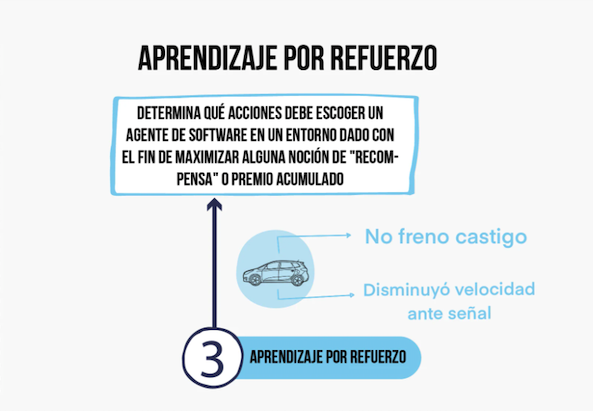 APRENDIZAJE POR REFUERZO
DETERMINA QUÉ ACCIONES DEBE ESCOGER UN
AGENTE DE SOFTWARE EN UN ENTORNO DADO CON
EL FIN DE MAXIMIZAR ALGUNA NOCIÓN DE "RECOM-
PENSA" O PREMIO ACUMULADO
No freno castigo
Disminuyó velocidad
ante señal
3
APRENDIZAJE POR REFUERZO